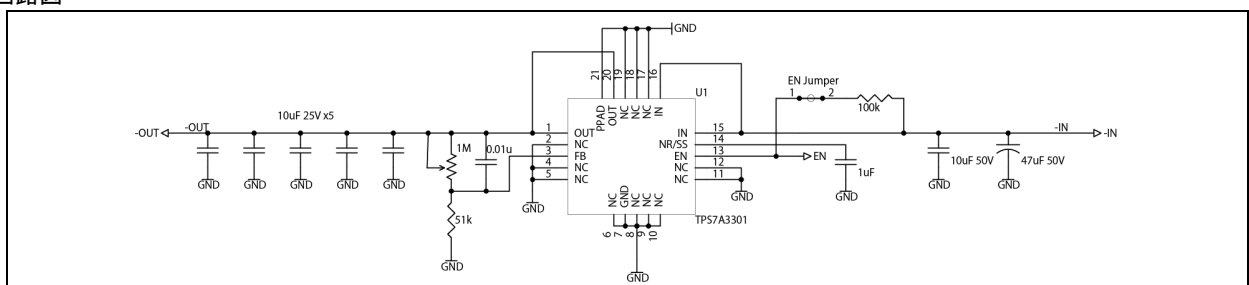 回路図
GND
21
20
19
18
17
16
EN Jumper
1
2
100k
U1
PPAD
OUT
NC
NC
NC
IN
10uF 25V x5
-OUT
-OUT
1
2
3
4
5
OUT
NC
FB
NC
NC
IN
NR/SS
EN
NC
NC
15
14
13
12
11
EN
-IN
-IN
1M
0.01u
1uF
10uF 50V
47uF 50V
GND
GND
GND
GND
GND
51k
GND
GND
GND
GND
GND
GND
NC
GND
NC
NC
NC
TPS7A3301
6
7
8
9
10
GND